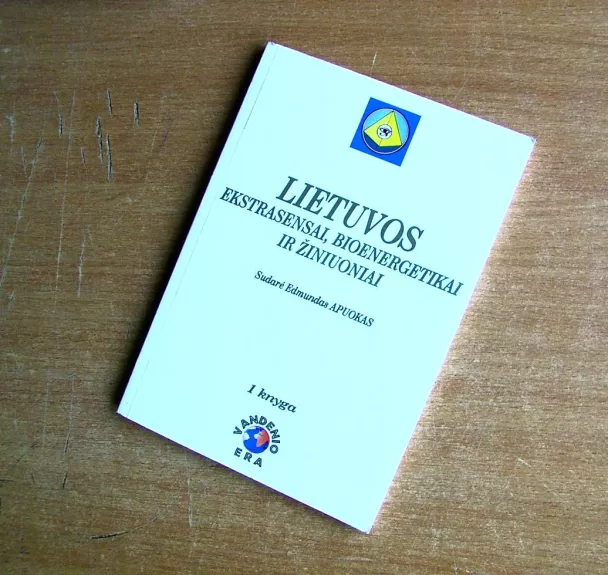 LIETUVOS
EKSTRASENSAI, BIOENERGETIKAI
IR ŽINIUONIAI
Sudarė Edmundas APUOKAS
1 knyga
VANDENIO
ERA